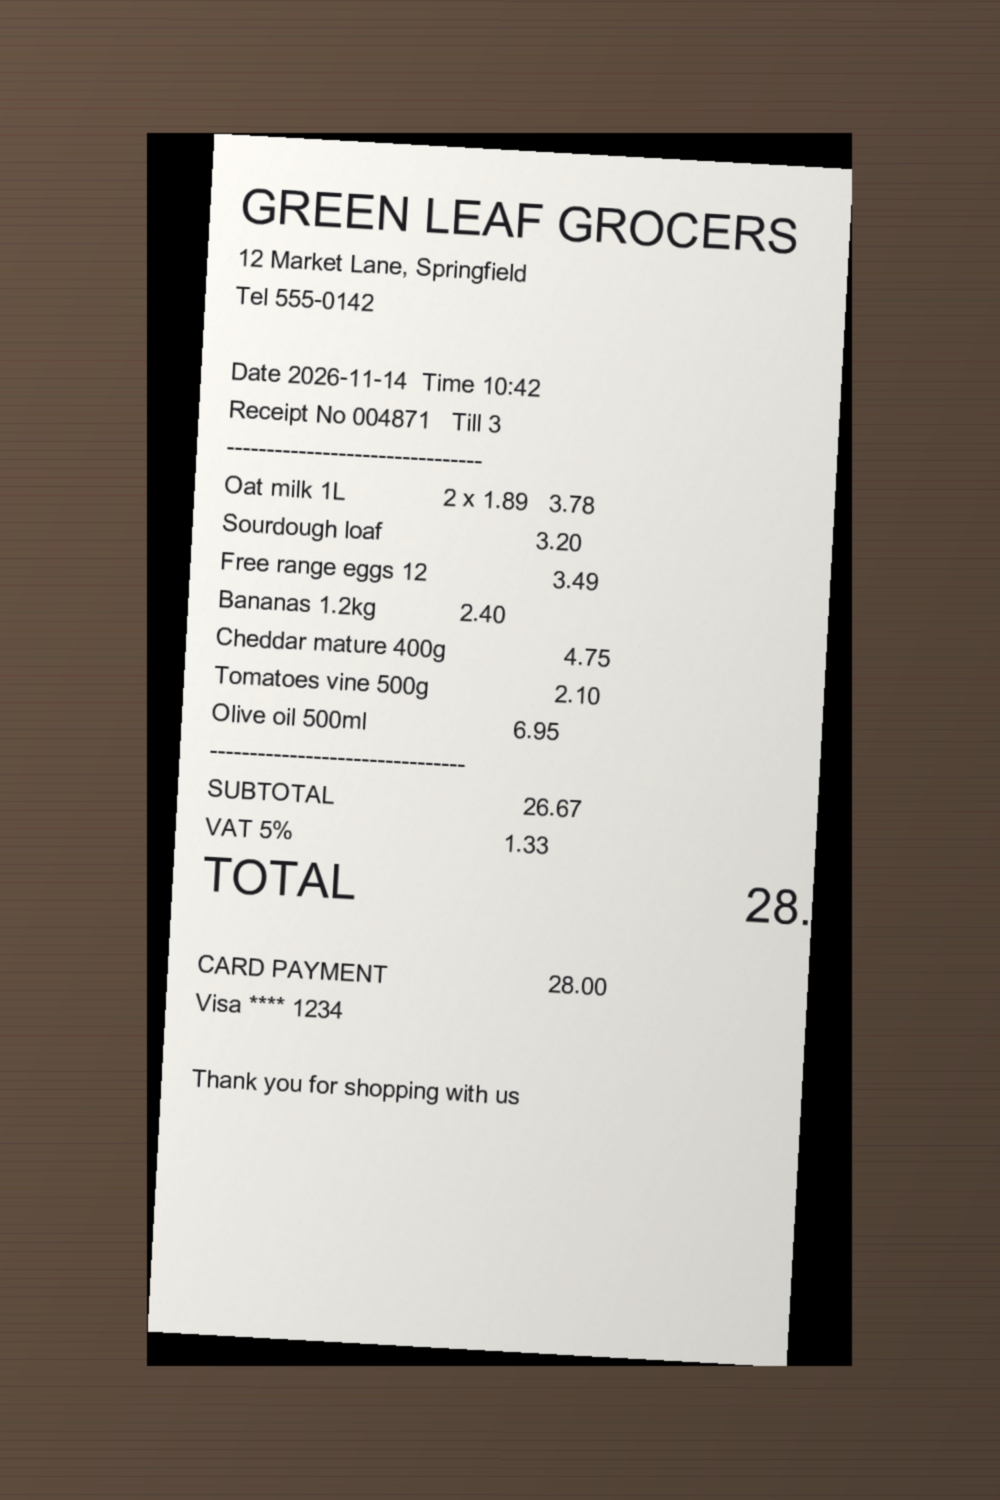 GREEN LEAF GROCERS
12 Market Lane, Springfield
Tel 555-0142
Date 2026-11-14 Time 10:42
Receipt No 004871 Till 3
--------------------------------
Oat milk 1L 2 x 1.89 3.78
Sourdough loaf 3.20
Free range eggs 12 3.49
Bananas 1.2kg 2.40
Cheddar mature 400g 4.75
Tomatoes vine 500g 2.10
Olive oil 500ml 6.95
--------------------------------
SUBTOTAL 26.67
VAT 5% 1.33
TOTAL 28.
CARD PAYMENT 28.00
Visa **** 1234
Thank you for shopping with us